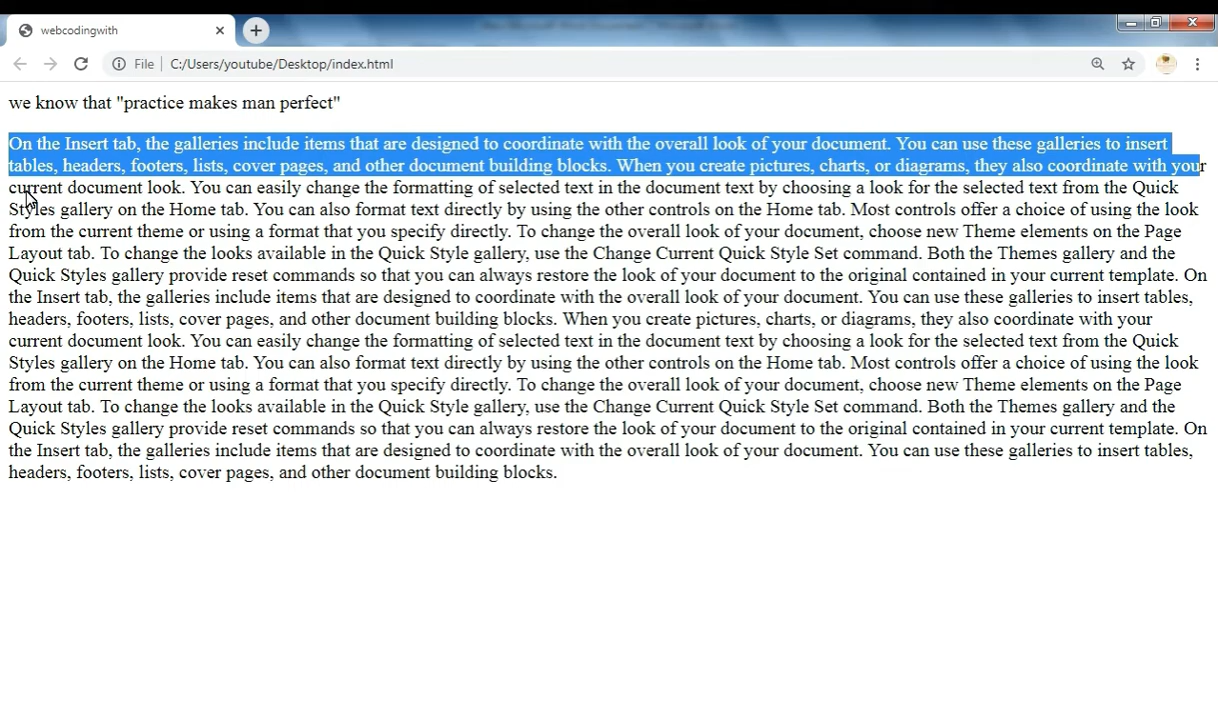 webcodingwith
File
C:/Users/youtube/Desktop/index.html
we know that "practice makes man perfect"
On the Insert tab, the galleries include items that are designed to coordinate with the overall look of your document. You can use these galleries to insert
tables, headers, footers, lists, cover pages, and other document building blocks. When you create pictures, charts, or diagrams, they also coordinate with your
current document look. You can easily change the formatting of selected text in the document text by choosing a look for the selected text from the Quick
Styles gallery on the Home tab. You can also format text directly by using the other controls on the Home tab. Most controls offer a choice of using the look
from the current theme or using a format that you specify directly. To change the overall look of your document, choose new Theme elements on the Page
Layout tab. To change the looks available in the Quick Style gallery, use the Change Current Quick Style Set command. Both the Themes gallery and the
Quick Styles gallery provide reset commands so that you can always restore the look of your document to the original contained in your current template. On
the Insert tab, the galleries include items that are designed to coordinate with the overall look of your document. You can use these galleries to insert tables,
headers, footers, lists, cover pages, and other document building blocks. When you create pictures, charts, or diagrams, they also coordinate with your
current document look. You can easily change the formatting of selected text in the document text by choosing a look for the selected text from the Quick
Styles gallery on the Home tab. You can also format text directly by using the other controls on the Home tab. Most controls offer a choice of using the look
from the current theme or using a format that you specify directly. To change the overall look of your document, choose new Theme elements on the Page
Layout tab. To change the looks available in the Quick Style gallery, use the Change Current Quick Style Set command. Both the Themes gallery and the
Quick Styles gallery provide reset commands so that you can always restore the look of your document to the original contained in your current template. On
the Insert tab, the galleries include items that are designed to coordinate with the overall look of your document. You can use these galleries to insert tables,
headers, footers, lists, cover pages, and other document building blocks.